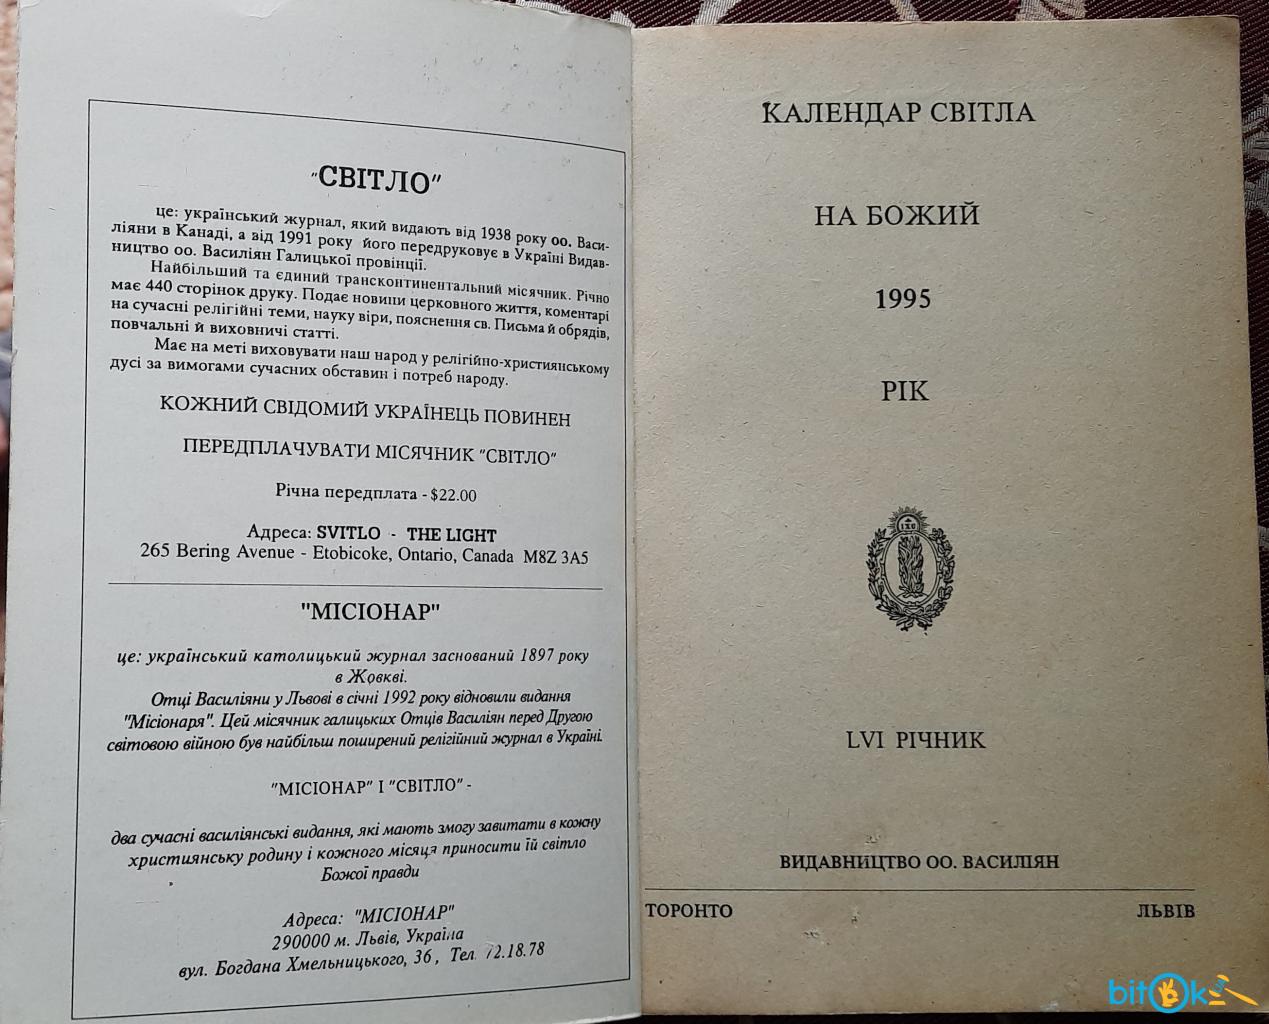 "СВІТЛО"
це: український журнал, який видають від 1938 року оо. Васи-
ліяни в Канаді, а від 1991 року його передруковує в Україні Видав-
ництво оо. Василіян Галицької провінції.
Найбільший та єдиний трансконтинентальний місячник. Річно
має 440 сторінок друку. Подає новини церковного життя, коментарі
на сучасні релігійні теми, науку віри, пояснення св. Письма й обрядів,
повчальні й виховничі статті.
Має на меті виховувати наш народ у релігійно-християнському
дусі за вимогами сучасних обставин і потреб народу.
КОЖНИЙ СВІДОМИЙ УКРАЇНЕЦЬ ПОВИНЕН
ПЕРЕДПЛАЧУВАТИ МІСЯЧНИК "СВІТЛО"
Річна передплата - $22.00
Адреса: SVITLO - THE LIGHT
265 Bering Avenue - Etobicoke, Ontario, Canada M8Z 3A5
"МІСІОНАР"
це: український католицький журнал заснований 1897 року
в Жовкві.
Отці Василіяни у Львові в січні 1992 року відновили видання
"Місіонаря". Цей місячник галицьких Отців Василіян перед Другою
світовою війною був найбільш поширений релігійний журнал в Україні.
"МІСІОНАР" І "СВІТЛО" -
два сучасні василіянські видання, які мають змогу завитати в кожну
християнську родину і кожного місяця приносити їй світло
Божої правди
Адреса: "МІСІОНАР"
290000 м. Львів, Україна
вул. Богдана Хмельницького, 36, Тел. 72.18.78
КАЛЕНДАР СВІТЛА
НА БОЖИЙ
1995
РІК
ІХС
LVI РІЧНИК
ВИДАВНИЦТВО ОО. ВАСИЛІЯН
ТОРОНТО ЛЬВІВ
bitok.ua